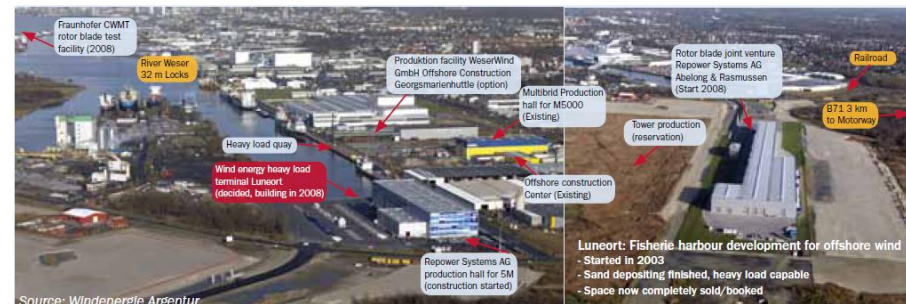 Fraunhofer CWMT
rotor blade test
facility (2008)
River Weser
32 m Locks
Produktion facility WeserWind
GmbH Offshore Construction
Georgsmarienhutte (option)
Multibrid Production
hall for M5000
(Existing)
Heavy load quay
Wind energy heavy load
terminal Luneort
(decided, building in 2008)
Offshore construction
Center (Existing)
Repower Systems AG
production hall for 5M
(construction started)
Source: Windenergie Argentur
Rotor blade joint venture
Repower Systems AG
Abelong & Rasmussen
(Start 2008)
Railroad
B71 3 km
to Motorway
Tower production
(reservation)
Luneort: Fisherie harbour development for offshore wind
- Started in 2003
- Sand depositing finished, heavy load capable
- Space now completely sold/booked